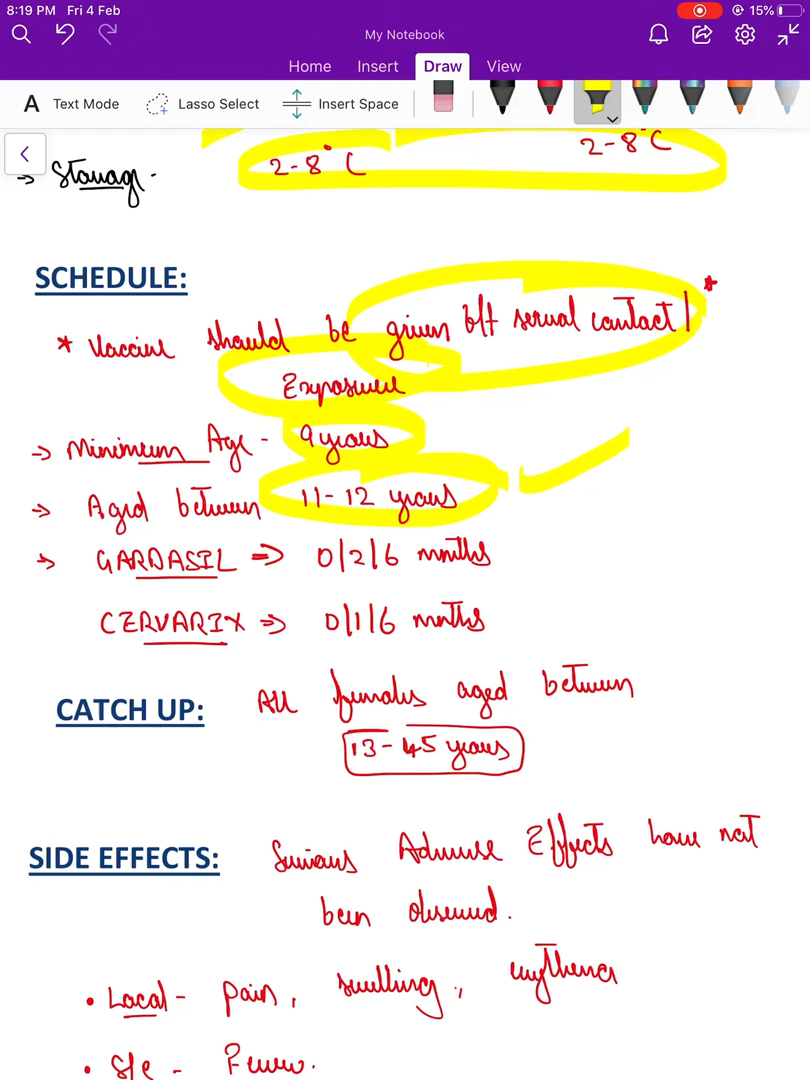 8:19 PM Fri 4 Feb
15%
My Notebook
Home Insert Draw View
A Text Mode Lasso Select Insert Space
2-8°C 2-8°C
→ Storage -
SCHEDULE:
* Vaccine should be given b/f sexual contact | *
Exposure
→ Minimum Age - 9 years
→ Aged between 11-12 years
→ GARDASIL ⇒ 0/2/6 months
CERVARIX ⇒ 0/1/6 months
CATCH UP: All females aged between
13-45 years
SIDE EFFECTS: Serious Adverse Effects have not
been observed.
• Local - pain, swelling, erythema
• S/e - Fever.